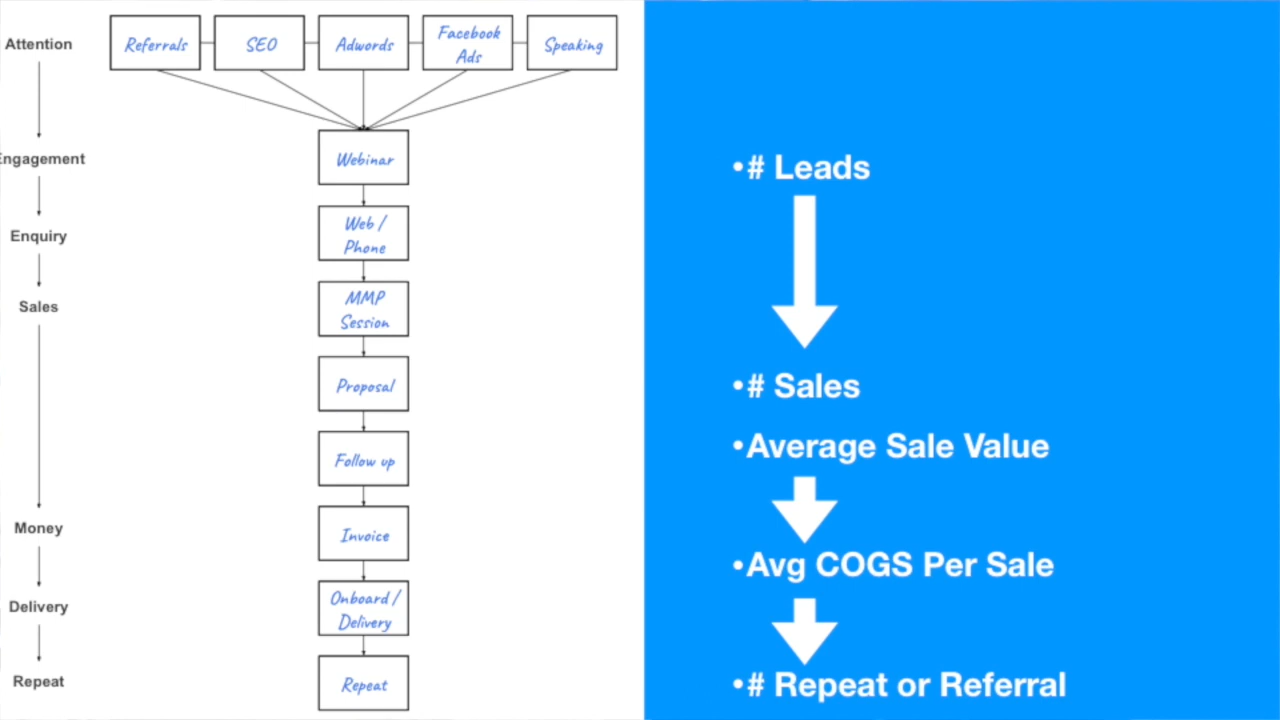 Attention
Referrals
SEO
Adwords
Facebook
Ads
Speaking
Engagement
Webinar
Enquiry
Web /
Phone
Sales
MMP
Session
Proposal
Follow up
Money
Invoice
Delivery
Onboard /
Delivery
Repeat
Repeat
•# Leads
•# Sales
•Average Sale Value
•Avg COGS Per Sale
•# Repeat or Referral